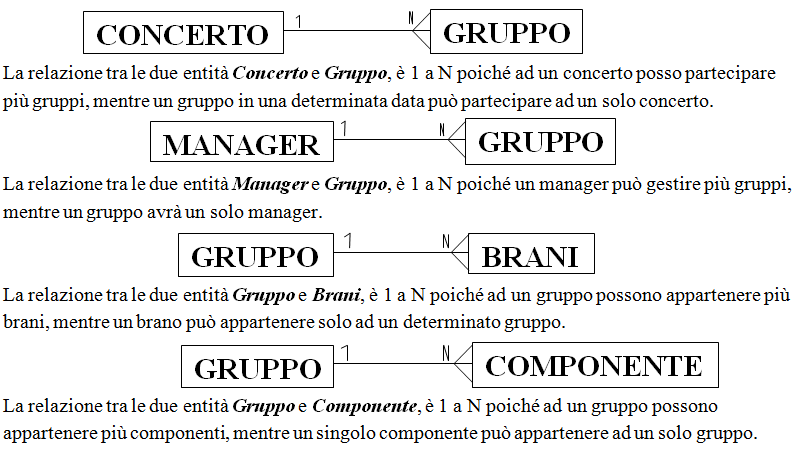 CONCERTO 1 N GRUPPO
La relazione tra le due entità Concerto e Gruppo, è 1 a N poiché ad un concerto posso partecipare
più gruppi, mentre un gruppo in una determinata data può partecipare ad un solo concerto.
MANAGER 1 N GRUPPO
La relazione tra le due entità Manager e Gruppo, è 1 a N poiché un manager può gestire più gruppi,
mentre un gruppo avrà un solo manager.
GRUPPO 1 N BRANI
La relazione tra le due entità Gruppo e Brani, è 1 a N poiché ad un gruppo possono appartenere più
brani, mentre un brano può appartenere solo ad un determinato gruppo.
GRUPPO 1 N COMPONENTE
La relazione tra le due entità Gruppo e Componente, è 1 a N poiché ad un gruppo possono
appartenere più componenti, mentre un singolo componente può appartenere ad un solo gruppo.